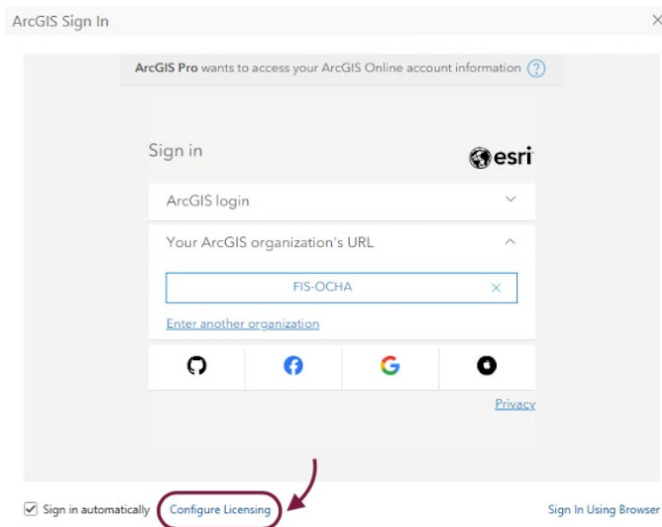 ArcGIS Sign In
ArcGIS Pro wants to access your ArcGIS Online account information ?
Sign in
esri
ArcGIS login
Your ArcGIS organization's URL
FIS-OCHA
Enter another organization
Privacy
Sign in automatically Configure Licensing Sign In Using Browser